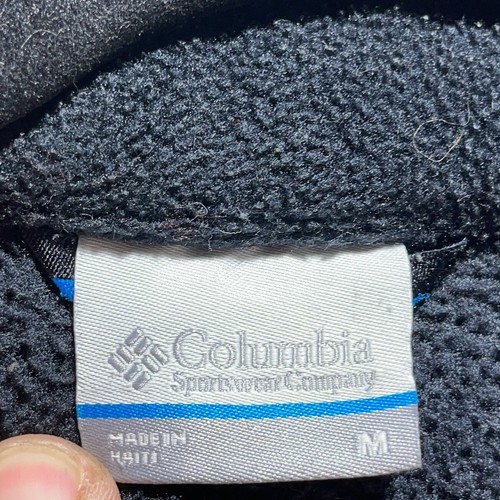 Columbia
Sportswear Company
MADE IN
HAITI
M